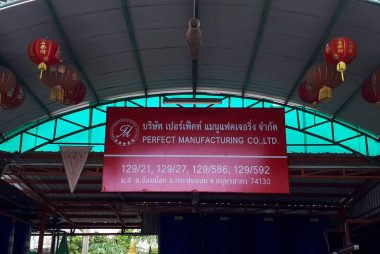 บริษัท เปอร์เฟ็คท์ แมนูแฟคเจอริ่ง จำกัด
PERFECT MANUFACTURING CO.,LTD.
129/21, 129/27, 129/586, 129/592
ม.4 ต.อ้อมน้อย อ.กระทุ่มแบน จ.สมุทรสาคร 74130